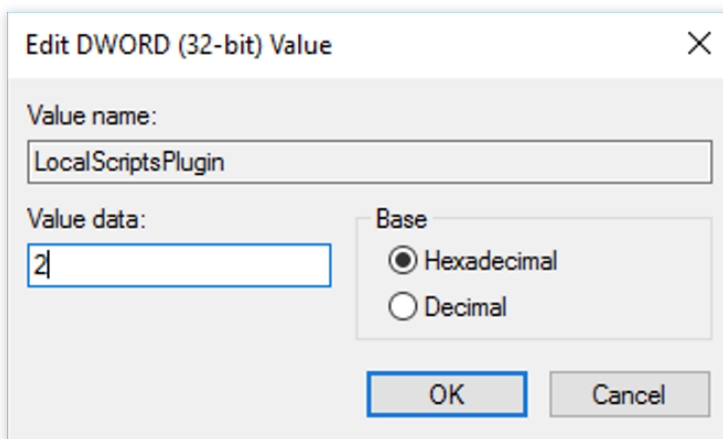 Edit DWORD (32-bit) Value
Value name:
LocalScriptsPlugin
Value data:
2
Base
Hexadecimal
Decimal
OK
Cancel